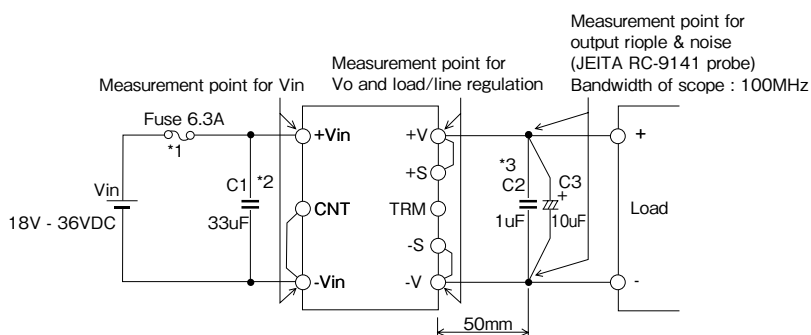 Measurement point for
output riople & noise
(JEITA RC-9141 probe)
Bandwidth of scope : 100MHz
Measurement point for
Vo and load/line regulation
Measurement point for Vin
Fuse 6.3A
*1
+Vin
+V
+
*2
C1
33uF
+S
*3
C2
1uF
C3
+
10uF
Vin
18V - 36VDC
CNT
TRM
Load
-S
-Vin
-V
-
50mm